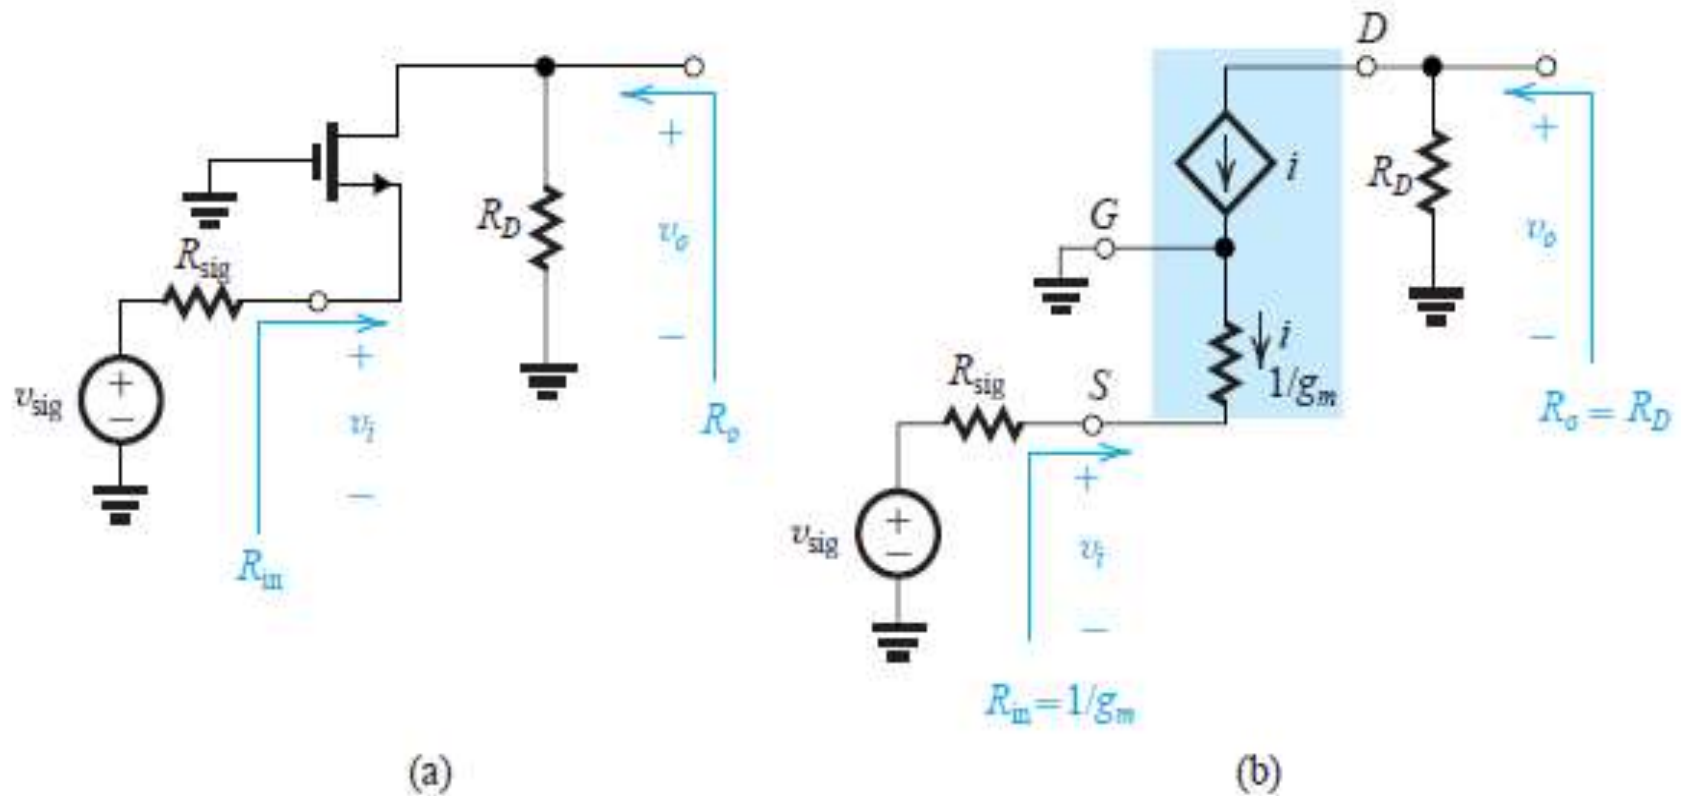 R_D
R_sig
v_sig
+
−
+
v_i
−
R_in
+
v_o
−
R_o
(a)
D
i
G
R_D
i
1/g_m
R_sig
S
v_sig
+
−
+
v_i
−
R_in = 1/g_m
+
v_o
−
R_o = R_D
(b)